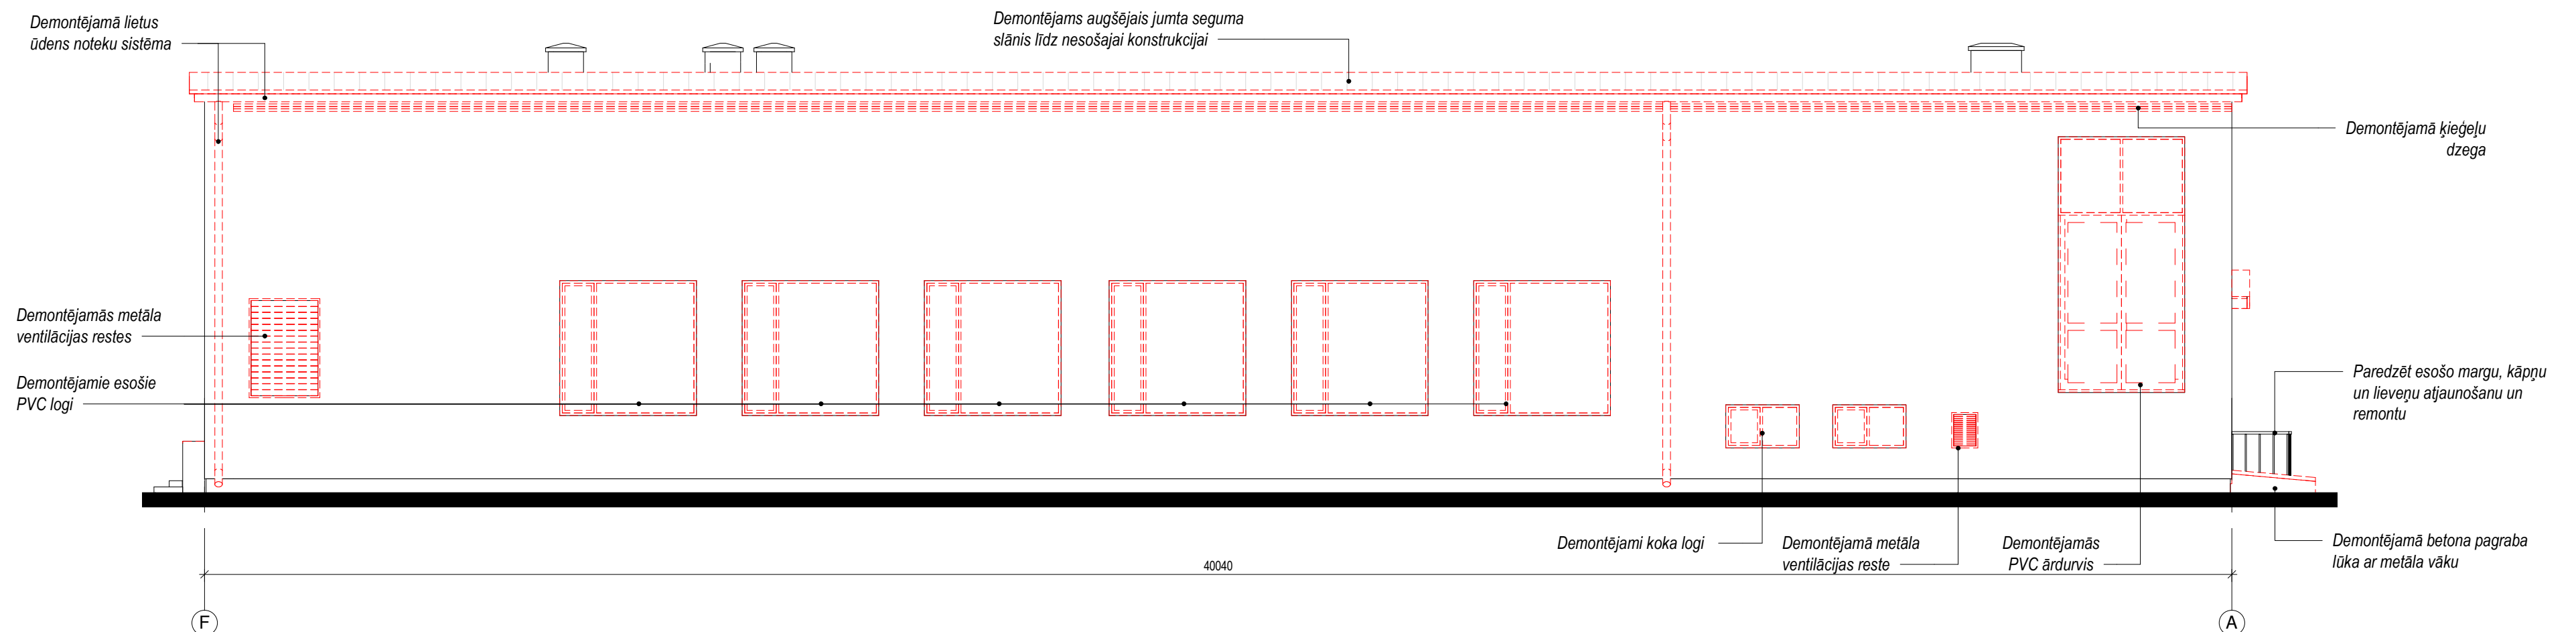 Demontējamā lietus
ūdens noteku sistēma
Demontējams augšējais jumta seguma
slānis līdz nesošajai konstrukcijai
Demontējamā ķieģeļu
dzega
Demontējamās metāla
ventilācijas restes
Demontējamie esošie
PVC logi
Paredzēt esošo margu, kāpņu
un lieveņu atjaunošanu un
remontu
Demontējami koka logi
Demontējamā metāla
ventilācijas reste
Demontējamās
PVC ārdurvis
Demontējamā betona pagraba
lūka ar metāla vāku
40040
F
A